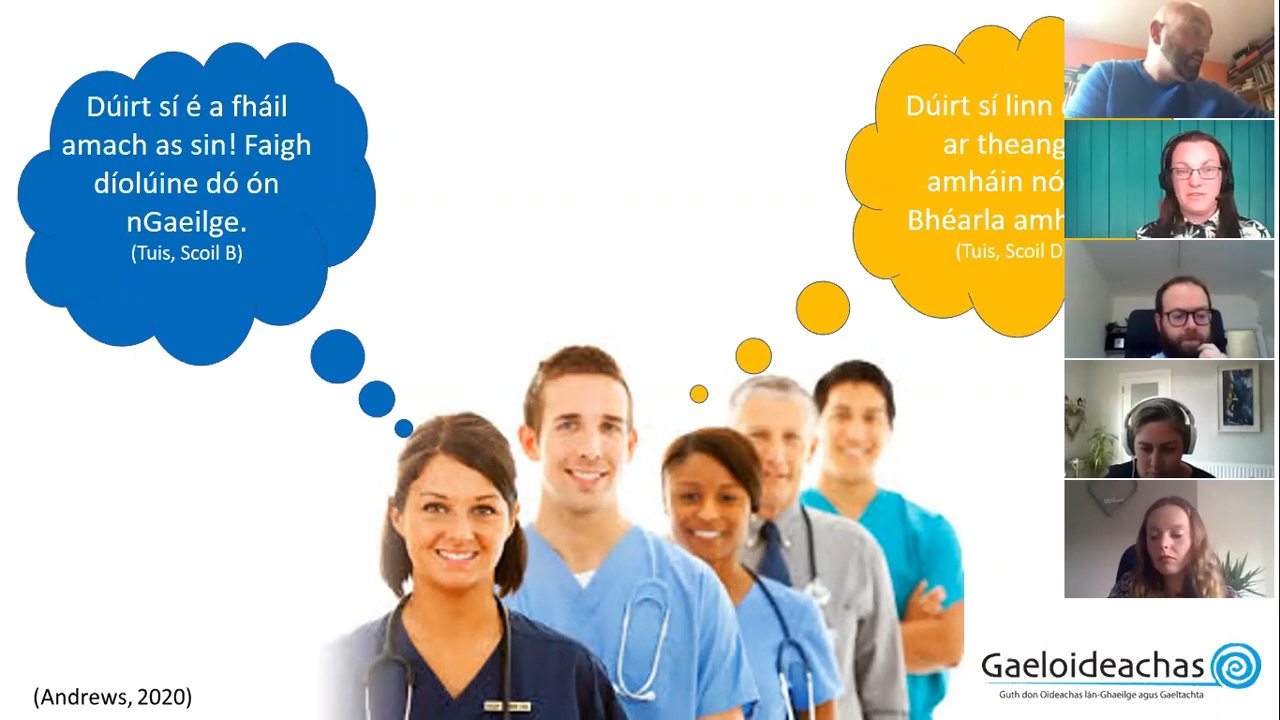 Dúirt sí é a fháil
amach as sin! Faigh
díolúine dó ón
nGaeilge.
(Tuis, Scoil B)
Dúirt sí linn
ar theang
amháin nó
Bhéarla amh
(Tuis, Scoil D
(Andrews, 2020)
Gaeloideachas
Guth don Oideachas lán-Ghaeilge agus Gaeltachta